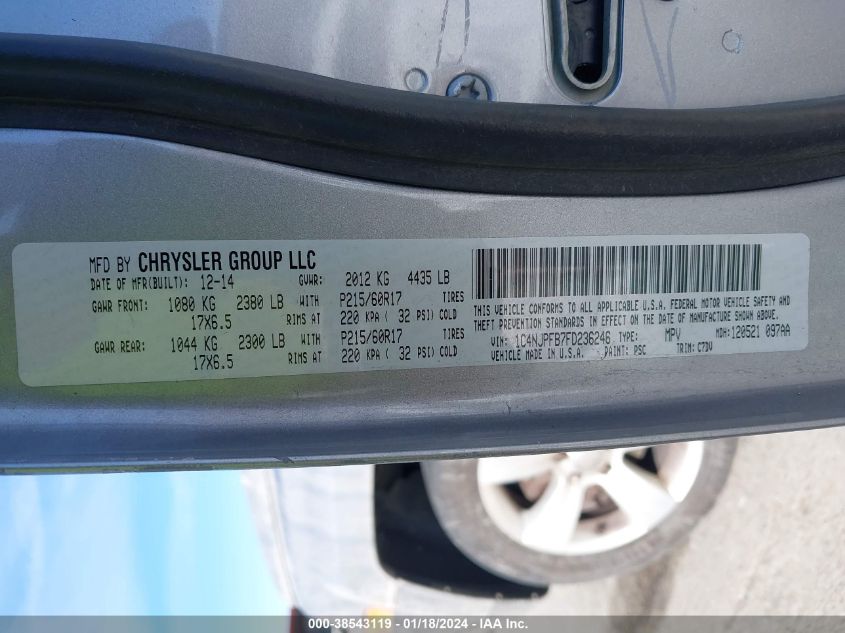 MFD BY CHRYSLER GROUP LLC
DATE OF MFR(BUILT): 12-14 GVWR: 2012 KG 4435 LB
GAWR FRONT: 1080 KG 2380 LB WITH P215/60R17 TIRES
17X6.5 RIMS AT 220 KPA ( 32 PSI) COLD
GAWR REAR: 1044 KG 2300 LB WITH P215/60R17 TIRES
17X6.5 RIMS AT 220 KPA ( 32 PSI) COLD
THIS VEHICLE CONFORMS TO ALL APPLICABLE U.S.A. FEDERAL MOTOR VEHICLE SAFETY AND
THEFT PREVENTION STANDARDS IN EFFECT ON THE DATE OF MANUFACTURE SHOWN ABOVE.
VIN: 1C4NJPFB7FD236246 TYPE: MPV MDH: 120521 097AA
MADE IN U.S.A. PAINT: PSC TRIM: C7DV
000-38543119 - 01/18/2024 - IAA Inc.